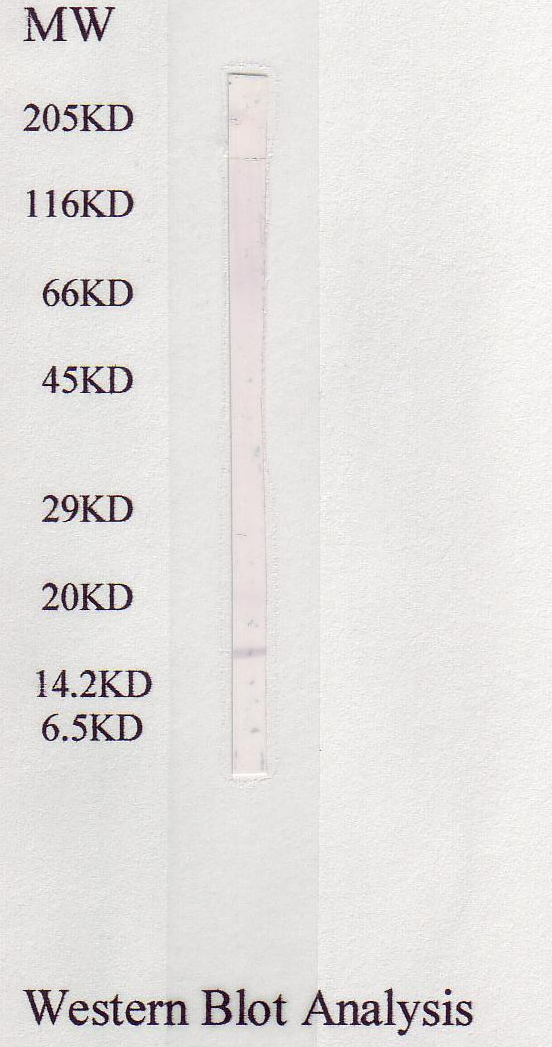 MW
205KD
116KD
66KD
45KD
29KD
20KD
14.2KD
6.5KD
Western Blot Analysis